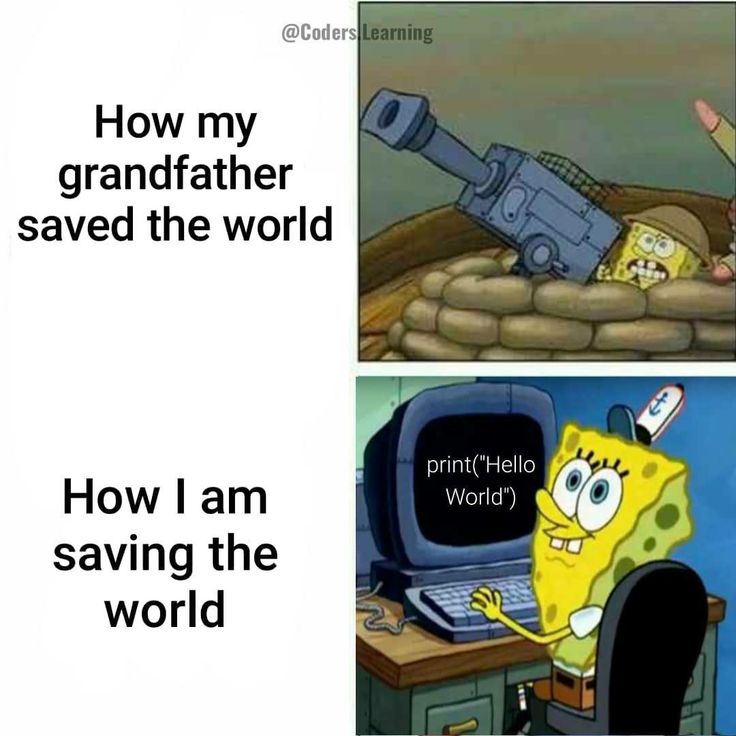 @Coders.Learning
How my
grandfather
saved the world
print("Hello
World")
How I am
saving the
world